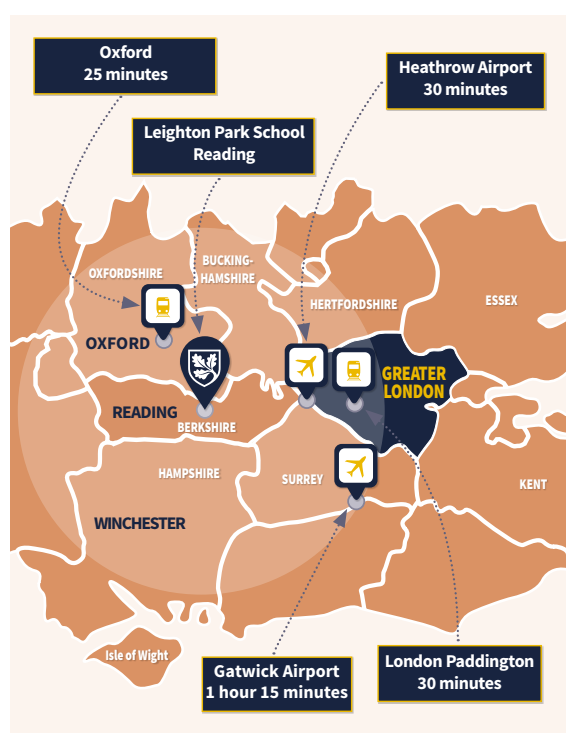 Oxford
25 minutes
Heathrow Airport
30 minutes
Leighton Park School
Reading
OXFORDSHIRE
BUCKING-
HAMSHIRE
HERTFORDSHIRE
ESSEX
OXFORD
GREATER
LONDON
READING
BERKSHIRE
HAMPSHIRE
SURREY
KENT
WINCHESTER
Isle of Wight
Gatwick Airport
1 hour 15 minutes
London Paddington
30 minutes